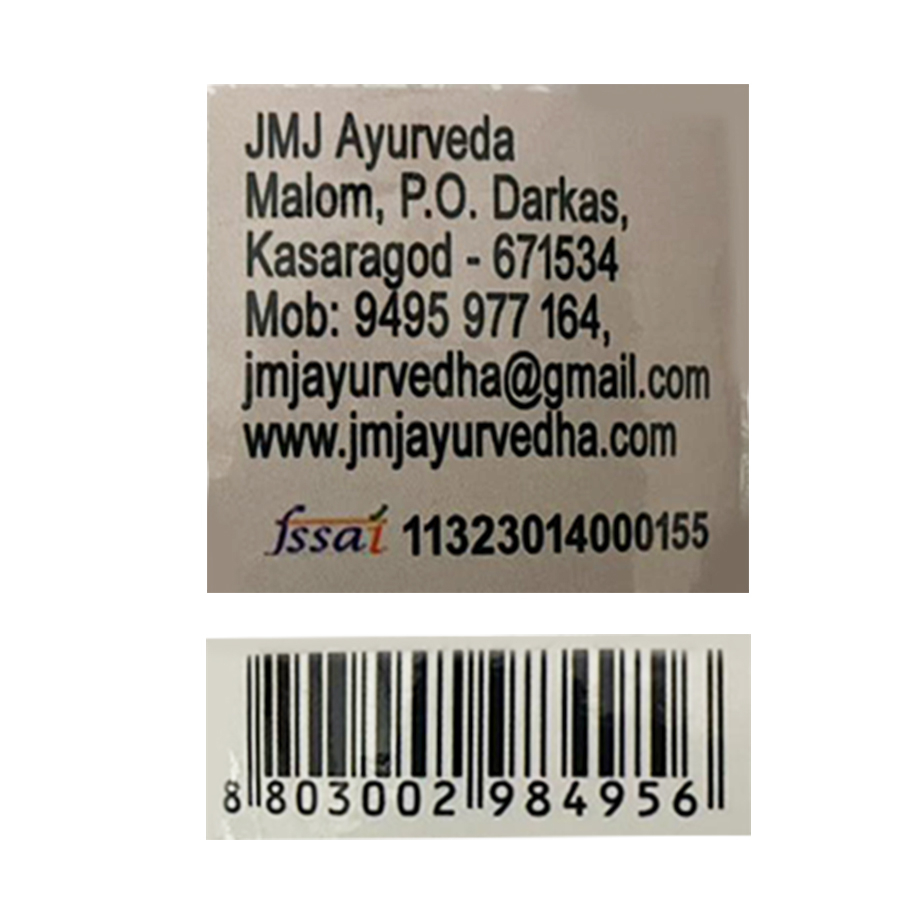 JMJ Ayurveda
Malom, P.O. Darkas,
Kasaragod - 671534
Mob: 9495 977 164,
jmjayurvedha@gmail.com
www.jmjayurvedha.com
fssai 11323014000155
8 803002 984956